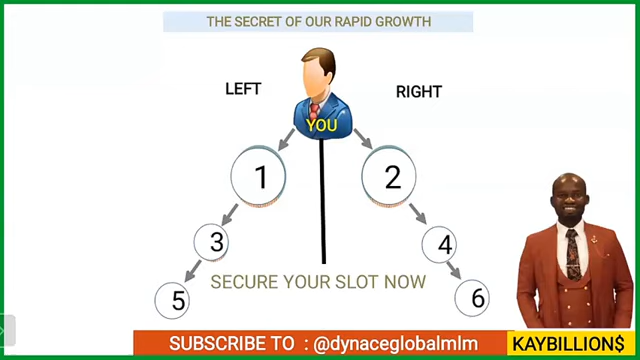 THE SECRET OF OUR RAPID GROWTH
LEFT
RIGHT
YOU
1
2
3
4
5
6
SECURE YOUR SLOT NOW
SUBSCRIBE TO : @dynaceglobalmlm
KAYBILLION$